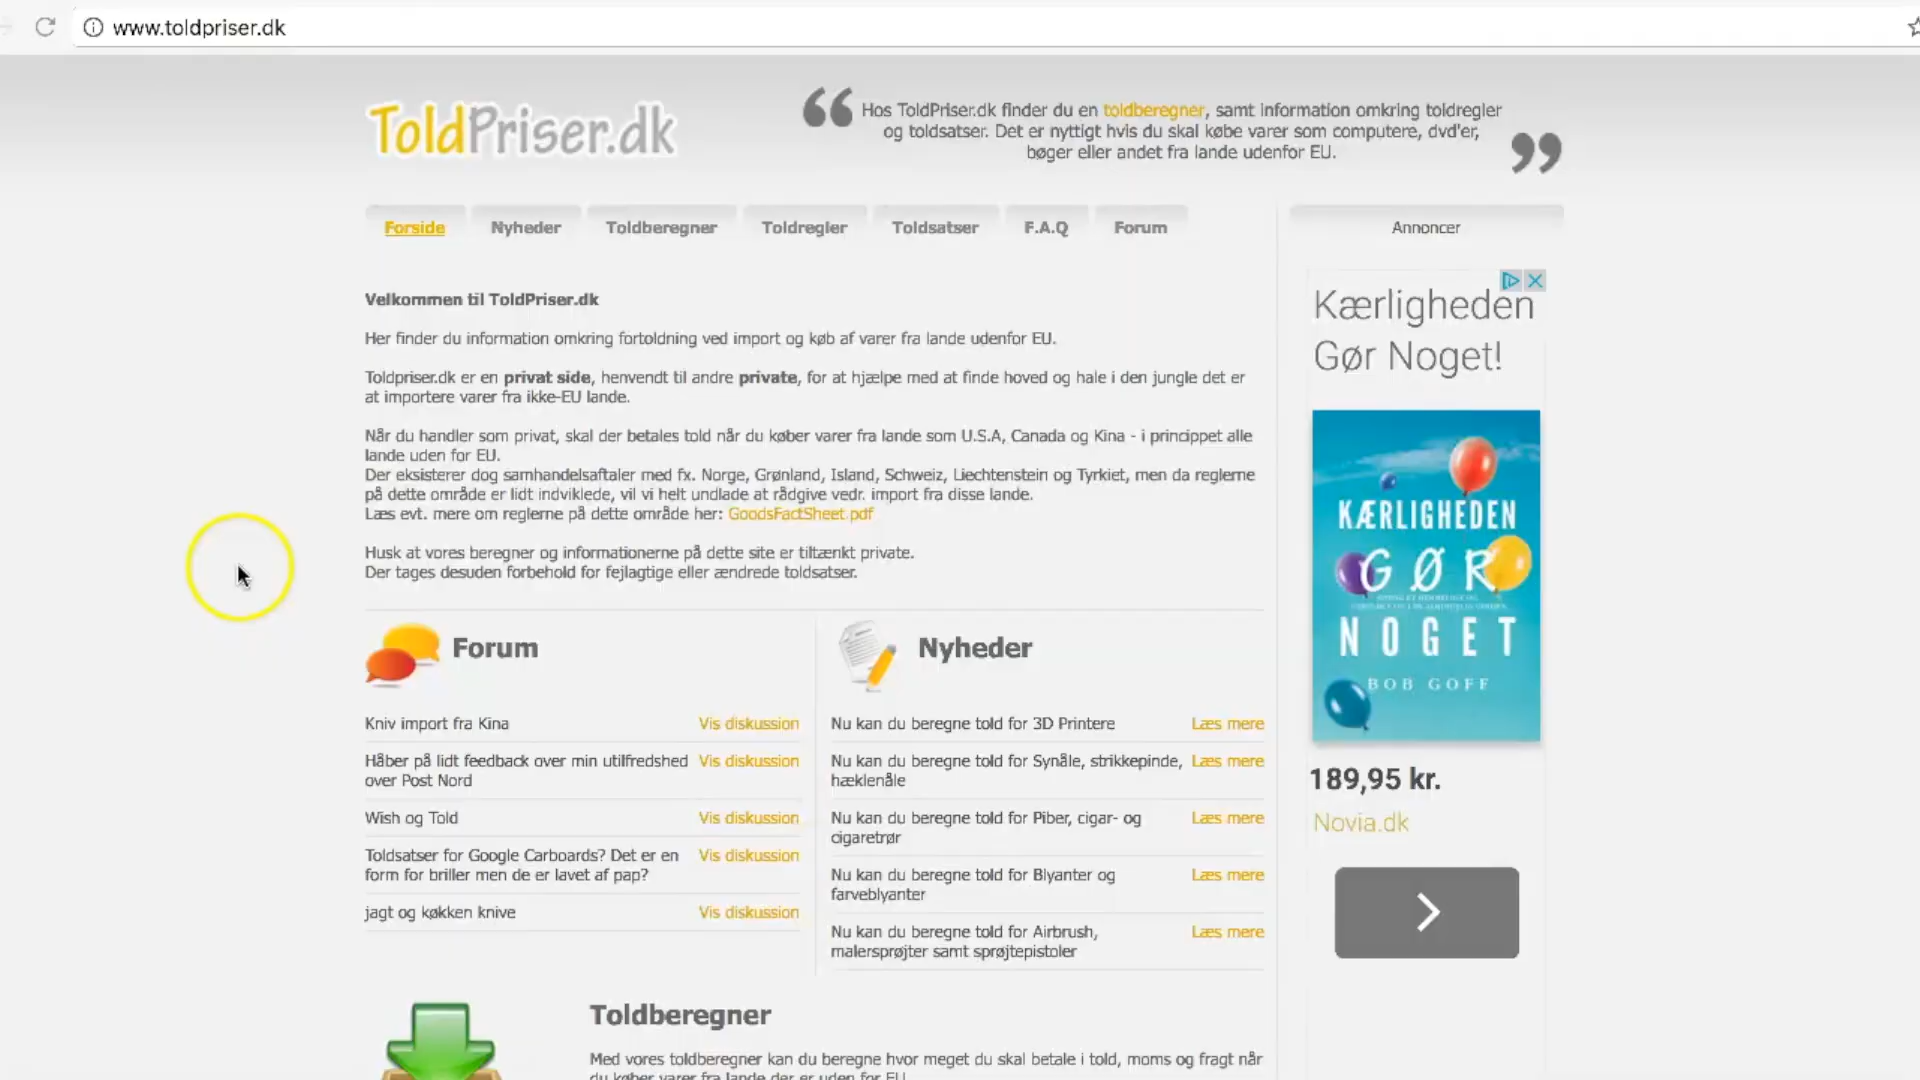 www.toldpriser.dk
ToldPriser.dk
Hos ToldPriser.dk finder du en toldberegner, samt information omkring toldregler
og toldsatser. Det er nyttigt hvis du skal købe varer som computere, dvd'er,
bøger eller andet fra lande udenfor EU.
Forside Nyheder Toldberegner Toldregler Toldsatser F.A.Q Forum
Annoncer
Velkommen til ToldPriser.dk
Her finder du information omkring fortoldning ved import og køb af varer fra lande udenfor EU.
Toldpriser.dk er en privat side, henvendt til andre private, for at hjælpe med at finde hoved og hale i den jungle det er
at importere varer fra ikke-EU lande.
Når du handler som privat, skal der betales told når du køber varer fra lande som U.S.A, Canada og Kina - i princippet alle
lande uden for EU.
Der eksisterer dog samhandelsaftaler med fx. Norge, Grønland, Island, Schweiz, Liechtenstein og Tyrkiet, men da reglerne
på dette område er lidt indviklede, vil vi helt undlade at rådgive vedr. import fra disse lande.
Læs evt. mere om reglerne på dette område her: GoodsFactSheet.pdf
Husk at vores beregner og informationerne på dette site er tiltænkt private.
Der tages desuden forbehold for fejlagtige eller ændrede toldsatser.
Forum
Kniv import fra Kina Vis diskussion
Håber på lidt feedback over min utilfredshed Vis diskussion
over Post Nord
Wish og Told Vis diskussion
Toldsatser for Google Carboards? Det er en Vis diskussion
form for briller men de er lavet af pap?
jagt og køkken knive Vis diskussion
Nyheder
Nu kan du beregne told for 3D Printere Læs mere
Nu kan du beregne told for Synåle, strikkepinde, Læs mere
hæklenåle
Nu kan du beregne told for Piber, cigar- og Læs mere
cigaretrør
Nu kan du beregne told for Blyanter og Læs mere
farveblyanter
Nu kan du beregne told for Airbrush, Læs mere
malersprøjter samt sprøjtepistoler
Toldberegner
Med vores toldberegner kan du beregne hvor meget du skal betale i told, moms og fragt når
du køber varer fra lande der er uden for EU.
Kærligheden
Gør Noget!
KÆRLIGHEDEN
GØR
NOGET
BOB GOFF
189,95 kr.
Novia.dk